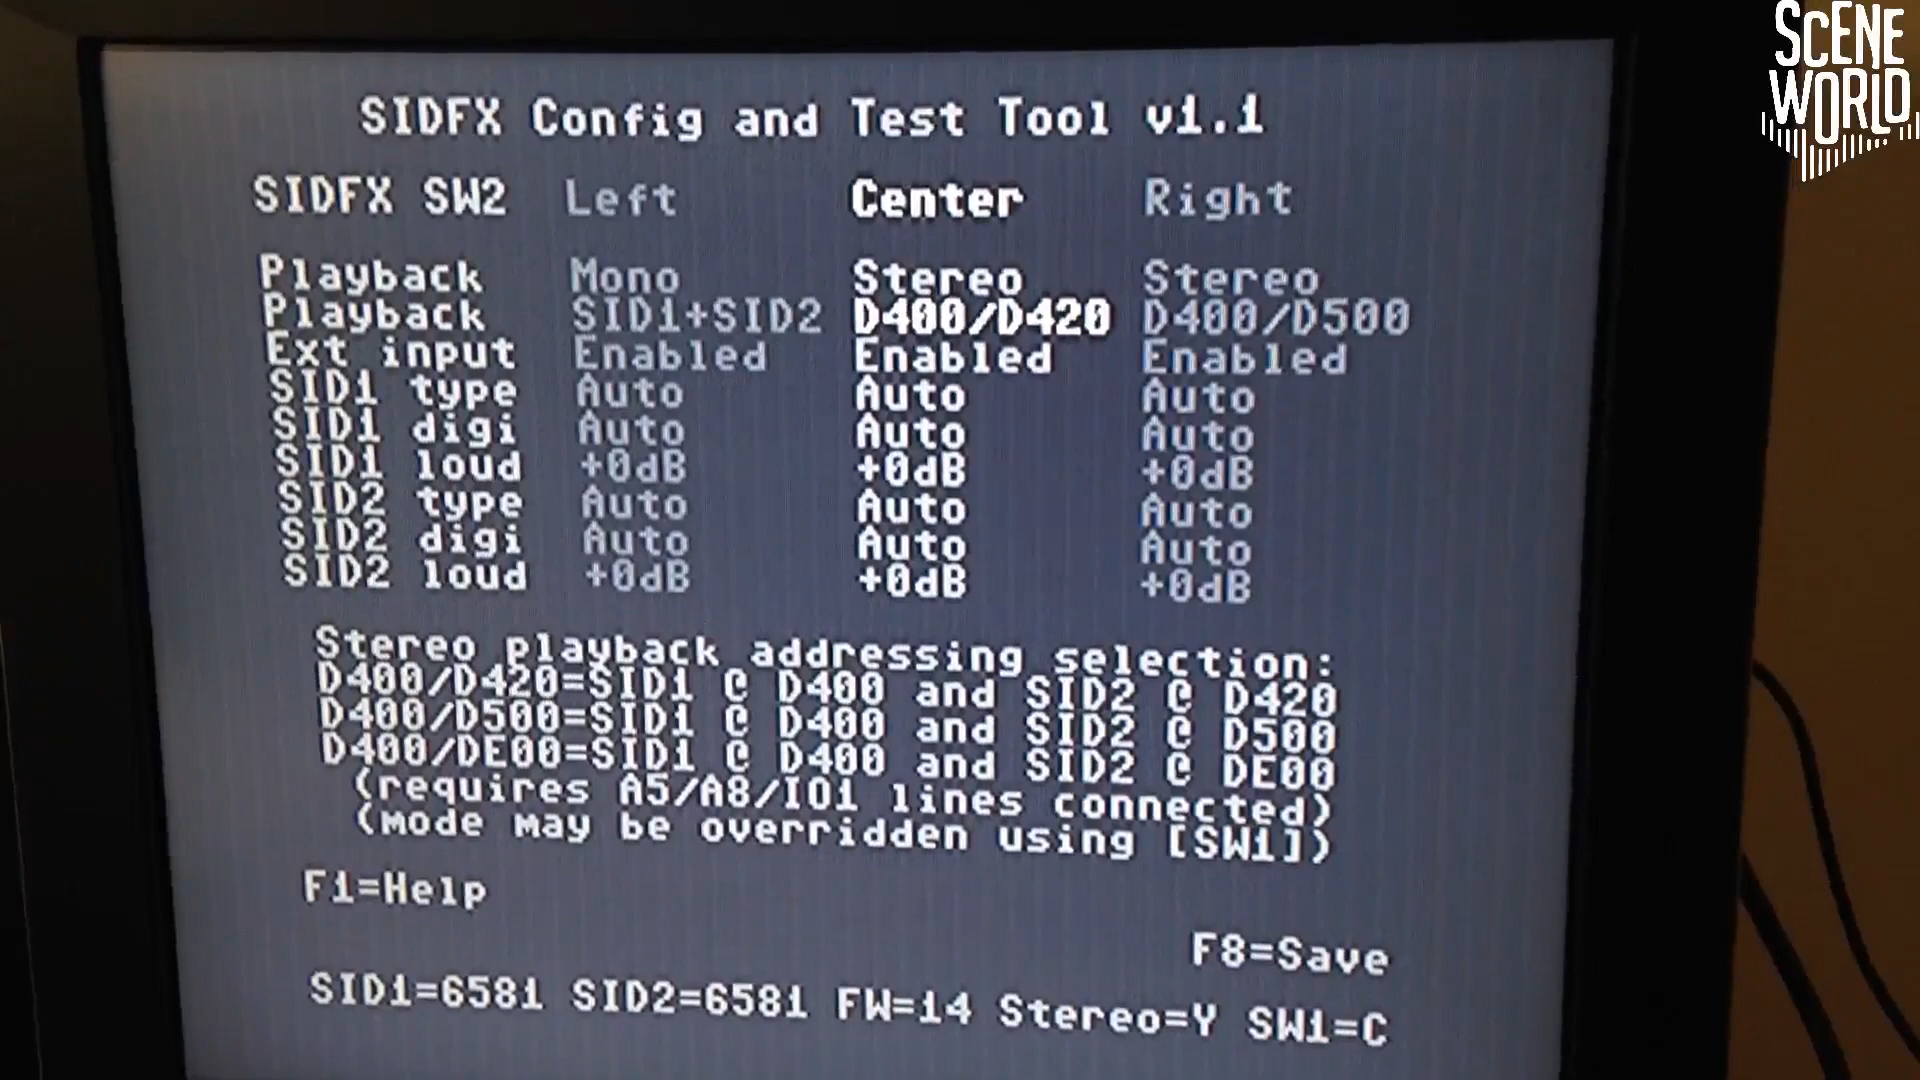 SCENE
WORLD
SIDFX Config and Test Tool v1.1
SIDFX SW2 Left Center Right
Playback Mono Stereo Stereo
Playback SID1+SID2 D400/D420 D400/D500
Ext input Enabled Enabled Enabled
SID1 type Auto Auto Auto
SID1 digi Auto Auto Auto
SID1 loud +0dB +0dB +0dB
SID2 type Auto Auto Auto
SID2 digi Auto Auto Auto
SID2 loud +0dB +0dB +0dB
Stereo playback addressing selection:
D400/D420=SID1 @ D400 and SID2 @ D420
D400/D500=SID1 @ D400 and SID2 @ D500
D400/DE00=SID1 @ D400 and SID2 @ DE00
(requires A5/A8/IO1 lines connected)
(mode may be overridden using [SW1])
F1=Help
F8=Save
SID1=6581 SID2=6581 FW=14 Stereo=Y SW1=C